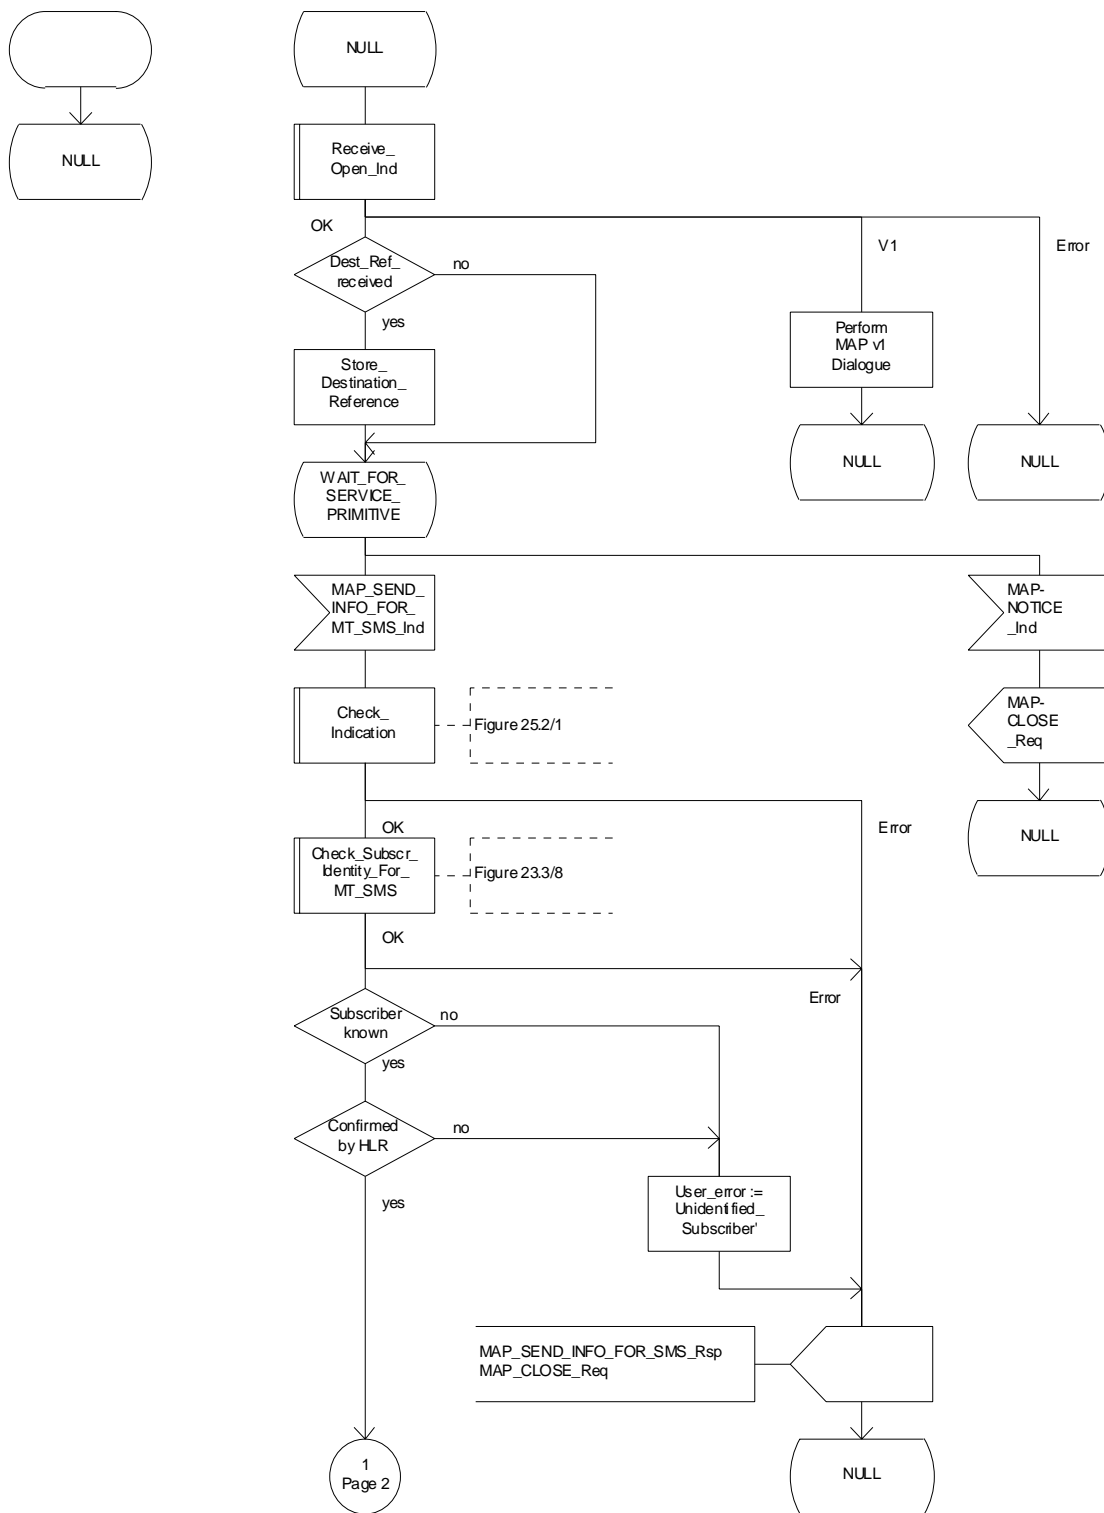 NULL
NULL
Receive_
Open_Ind
OK
V1
Error
Dest_Ref_
received
no
yes
Perform
MAP v1
Dialogue
Store_
Destination_
Reference
NULL
NULL
WAIT_FOR_
SERVICE_
PRIMITIVE
MAP_SEND_
INFO_FOR_
MT_SMS_Ind
MAP-
NOTICE
_Ind
Check_
Indication
Figure 25.2/1
MAP-
CLOSE
_Req
OK
Error
NULL
Check_Subscr_
Identity_For_
MT_SMS
Figure 23.3/8
OK
Error
Subscriber
known
no
yes
Confirmed
by HLR
no
yes
User_error :=
Unidentified_
Subscriber'
MAP_SEND_INFO_FOR_SMS_Rsp
MAP_CLOSE_Req
1
Page 2
NULL